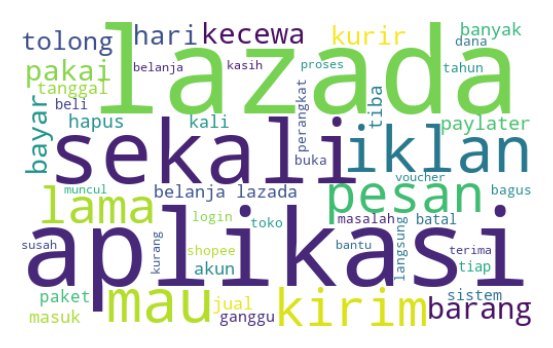 tolong hari kecewa kurir banyak
lazada
dana
pakai belanja kasih proses tahun
tanggal
beli perangkat tiba
bayar hapus kali paylater
sekali iklan
buka
muncul belanja lazada pesan voucher bagus
lama
login toko masalah batal
aplikasi
susah kurang shopee bantu langsung terima
akun tiap
paket mau jual kirim sistem
masuk ganggu barang